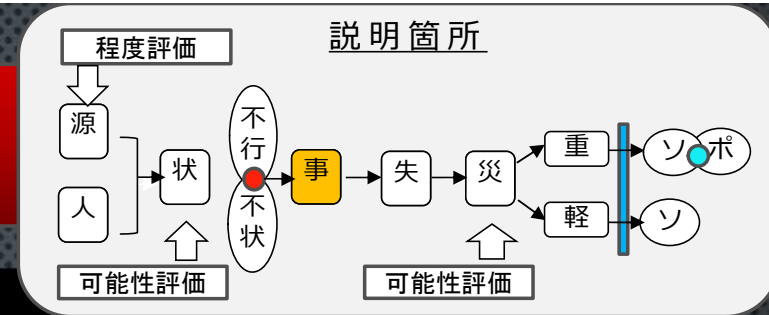 説明箇所
程度評価
源
人
状
不
行
不
状
事
失
災
重
軽
ソ
ポ
ソ
可能性評価
可能性評価